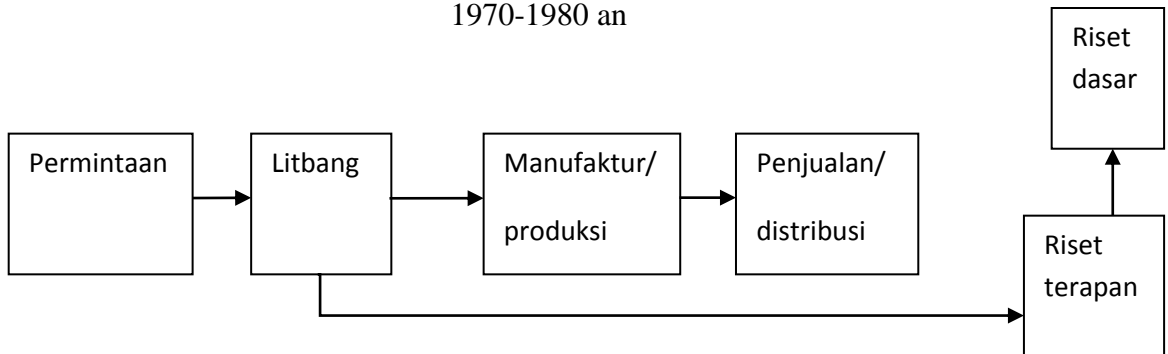 1970-1980 an
Riset
dasar
Permintaan
Litbang
Manufaktur/
produksi
Penjualan/
distribusi
Riset
terapan